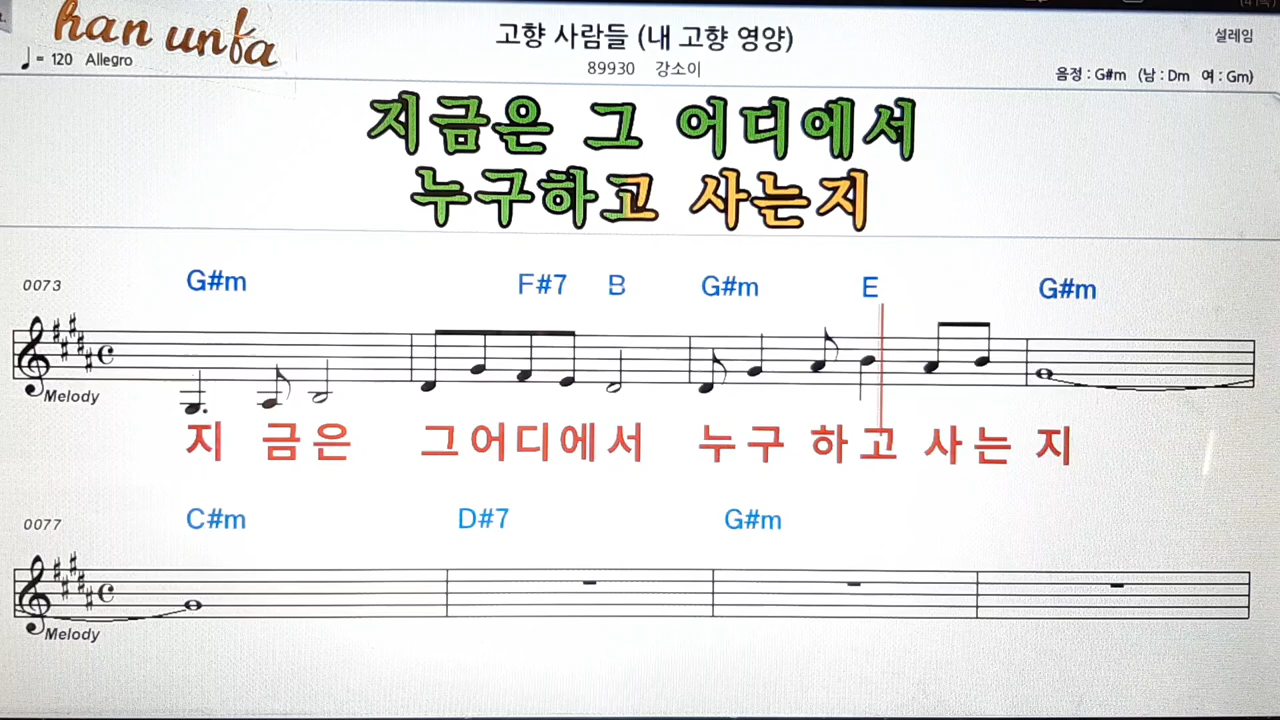 han unfa
고향 사람들 (내 고향 영양)
설레임
♩ = 120 Allegro
89930 강소이
음정 : G#m (남 : Dm 여 : Gm)
지금은 그 어디에서
누구하고 사는지
0073 G#m F#7 B G#m E G#m
Melody
지 금은 그어디에서 누구 하고 사는 지
0077 C#m D#7 G#m
Melody